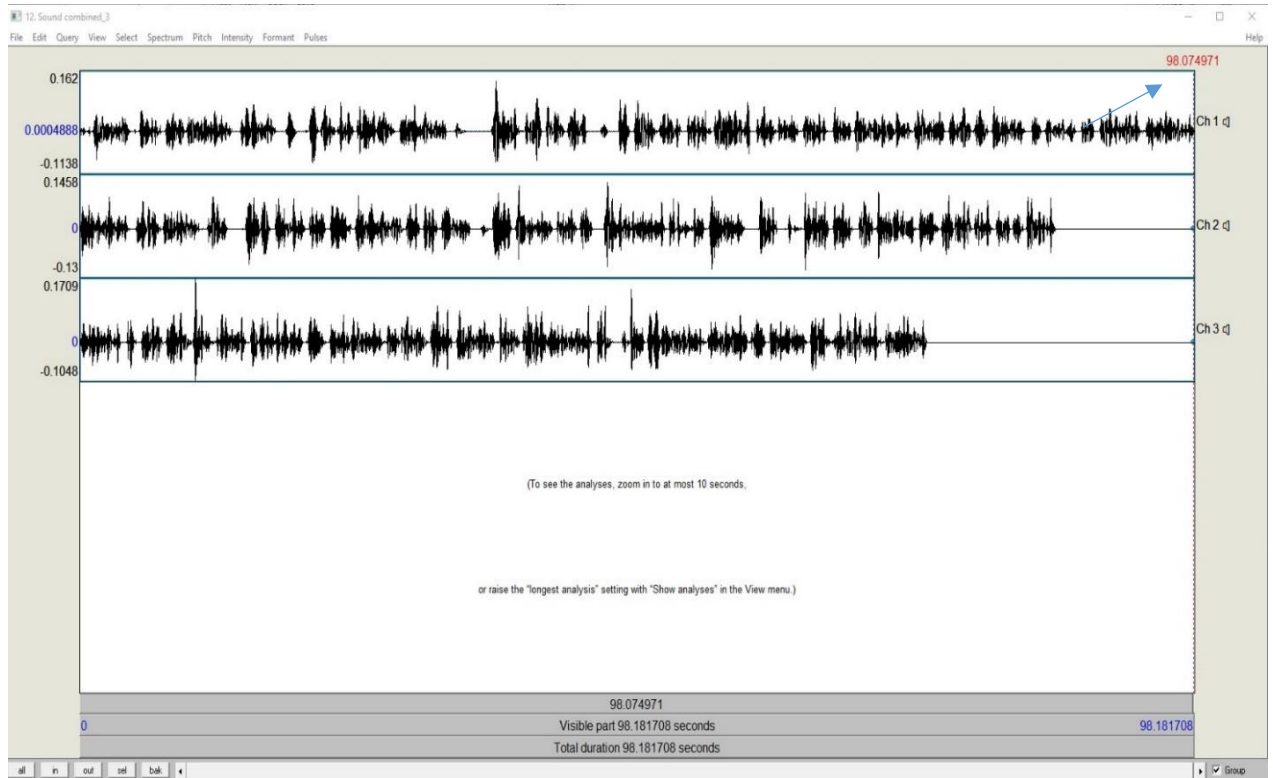 12. Sound combined_3
File Edit Query View Select Spectrum Pitch Intensity Formant Pulses Help
98.074971
0.162
0.0004888
-0.1138
Ch 1
0.1458
0
-0.13
Ch 2
0.1709
0
-0.1048
Ch 3
(To see the analyses, zoom in to at most 10 seconds,
or raise the "longest analysis" setting with "Show analyses" in the View menu.)
98.074971
0 Visible part 98.181708 seconds 98.181708
Total duration 98.181708 seconds
all in out sel bak Group